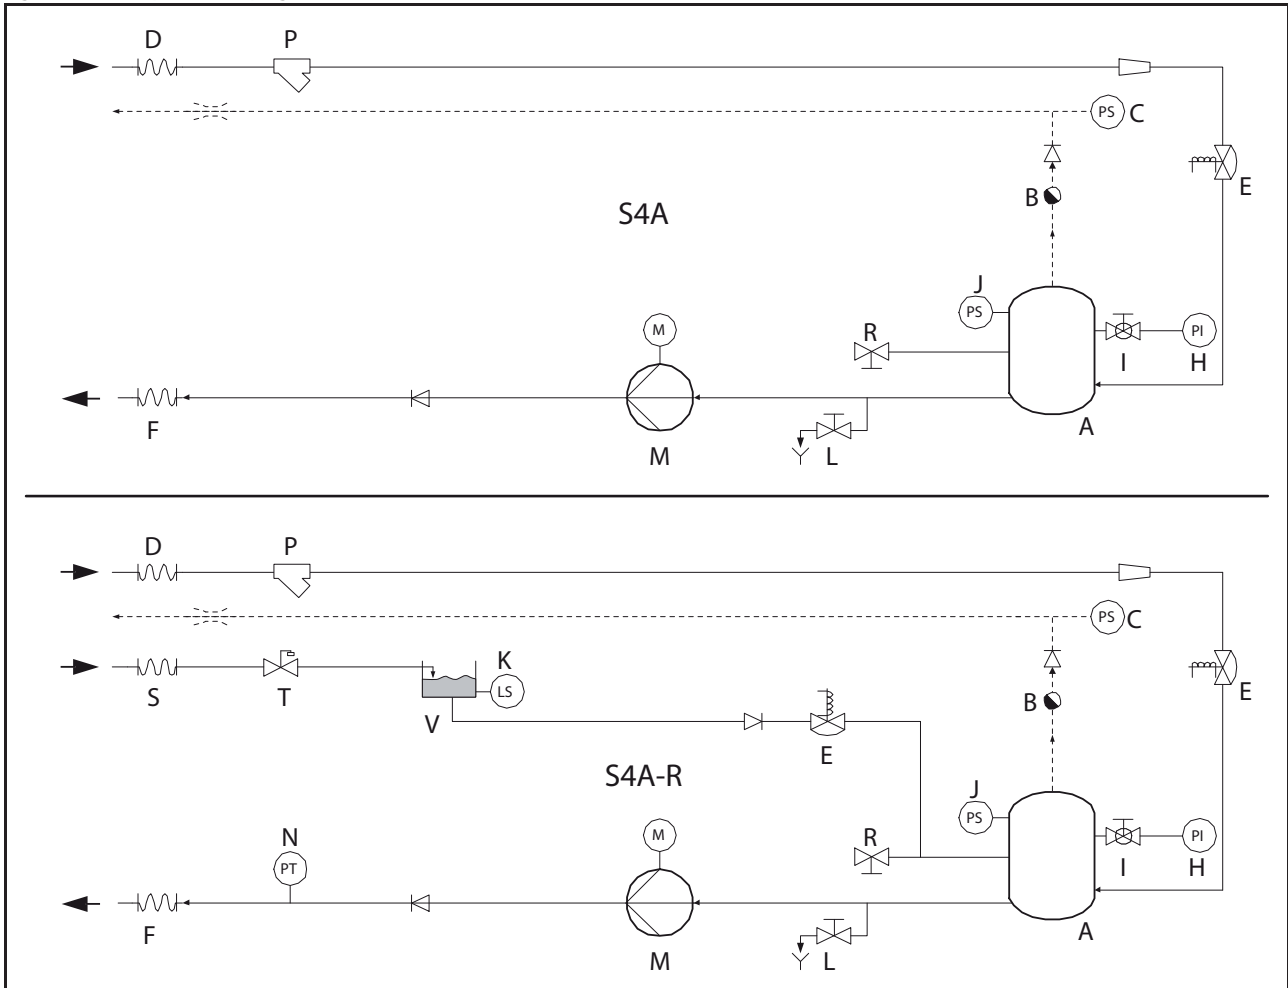 D P
PS C
E
B
S4A
J
PS
M R PI
I H
F A
M L
D P
PS C
K
LS E
S T B
V
E
S4A-R
J
PS
N M R PI
PT I H
F A
M L